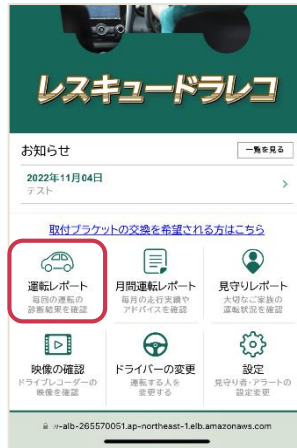 レスキュードラレコ
お知らせ
一覧を見る
2022年11月04日
テスト
取付ブラケットの交換を希望される方はこちら
運転レポート 月間運転レポート 見守りレポート
毎回の運転の 毎月の走行実績や 大切なご家族の
診断結果を確認 アドバイスを確認 運転状況を確認
映像の確認 ドライバーの変更 設定
ドライブレコーダーの 運転する人を 見守り者・アラートの
映像を確認 変更する 設定変更
-alb-265570051.ap-northeast-1.elb.amazonaws.com